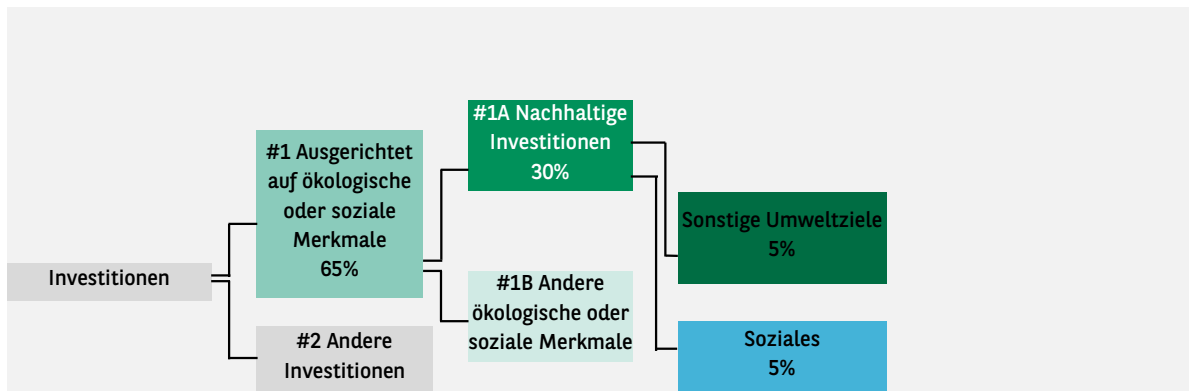 Investitionen
#1 Ausgerichtet
auf ökologische
oder soziale
Merkmale
65%
#2 Andere
Investitionen
#1A Nachhaltige
Investitionen
30%
#1B Andere
ökologische oder
soziale Merkmale
Sonstige Umweltziele
5%
Soziales
5%